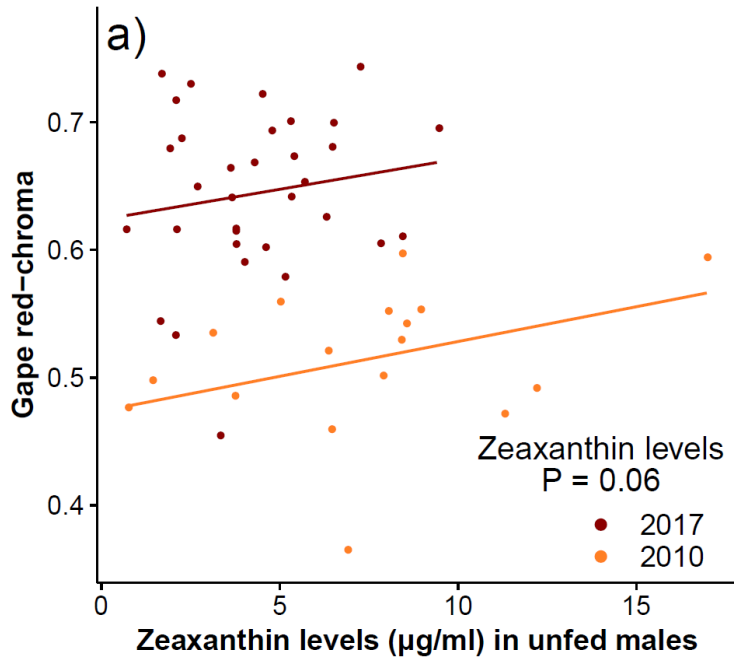 a)
0.7
0.6
0.5
0.4
Gape red−chroma
Zeaxanthin levels
P = 0.06
2017
2010
0 5 10 15
Zeaxanthin levels (μg/ml) in unfed males